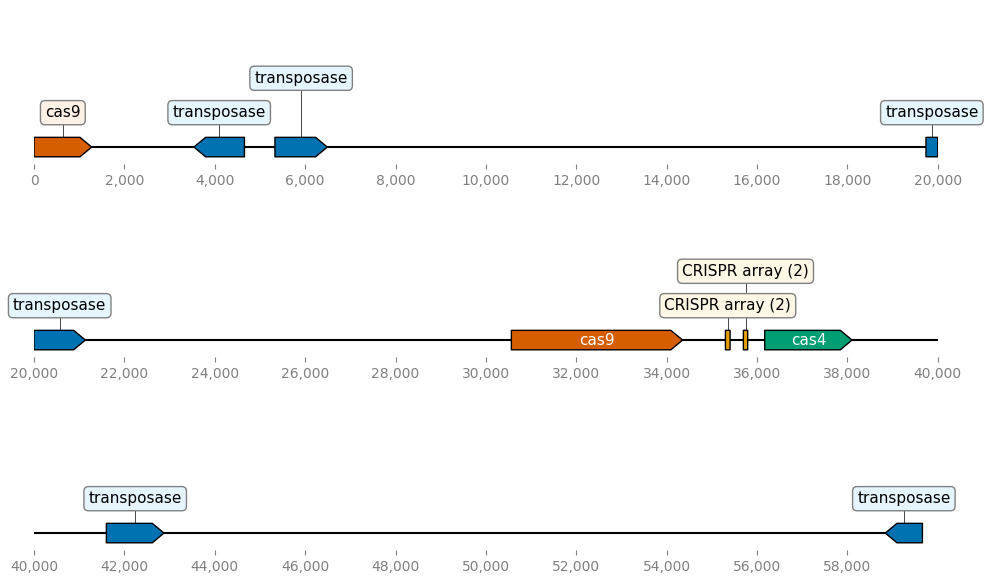 transposase
cas9 transposase transposase
0 2,000 4,000 6,000 8,000 10,000 12,000 14,000 16,000 18,000 20,000
CRISPR array (2)
transposase CRISPR array (2)
cas9 cas4
20,000 22,000 24,000 26,000 28,000 30,000 32,000 34,000 36,000 38,000 40,000
transposase transposase
40,000 42,000 44,000 46,000 48,000 50,000 52,000 54,000 56,000 58,000